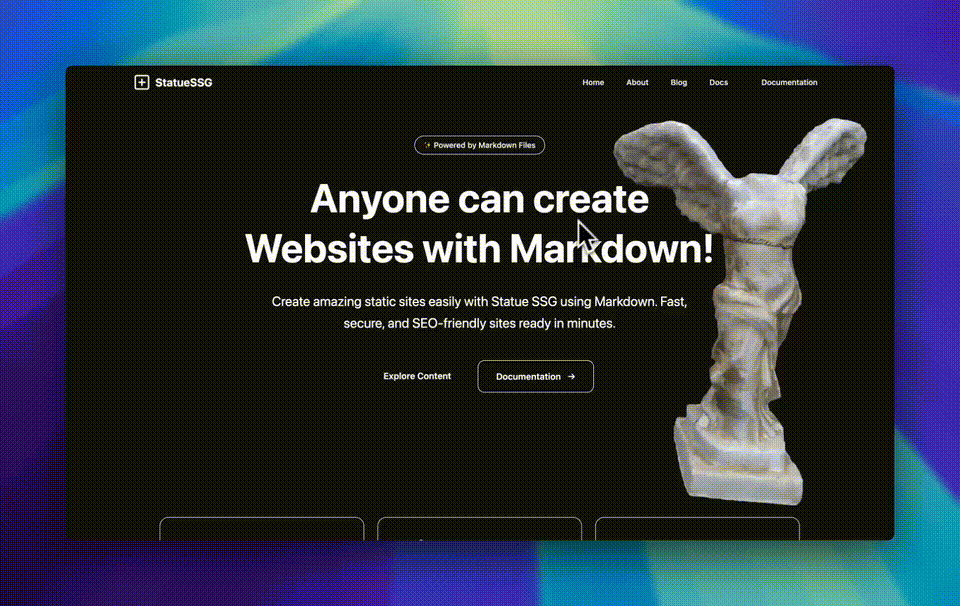 StatueSSG
Home About Blog Docs Documentation
✨ Powered by Markdown Files
Anyone can create
Websites with Markdown!
Create amazing static sites easily with Statue SSG using Markdown. Fast,
secure, and SEO-friendly sites ready in minutes.
Explore Content Documentation →